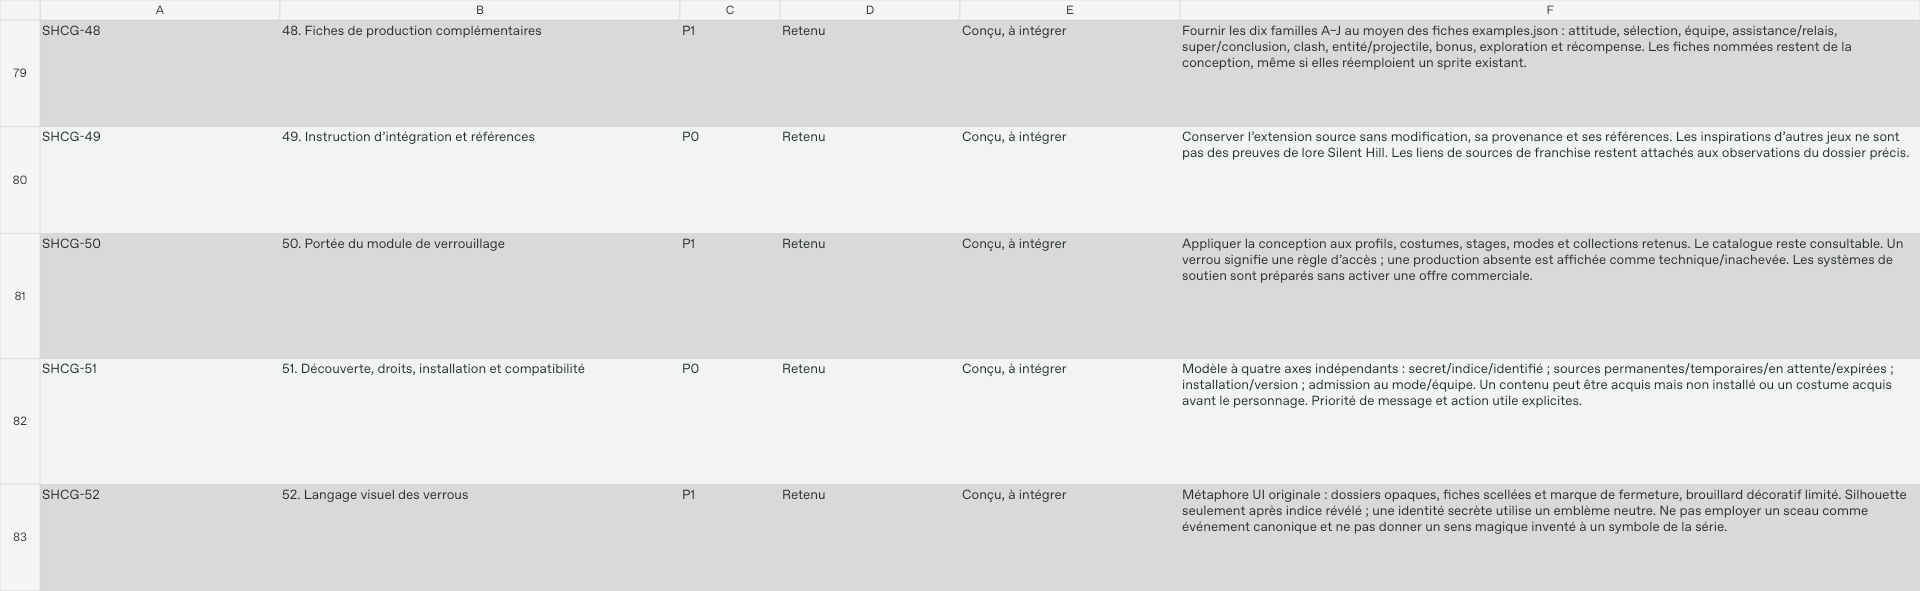 A B C D E F
79 SHCG-48 48. Fiches de production complémentaires P1 Retenu Conçu, à intégrer Fournir les dix familles A–J au moyen des fiches examples.json : attitude, sélection, équipe, assistance/relais,
super/conclusion, clash, entité/projectile, bonus, exploration et récompense. Les fiches nommées restent de la
conception, même si elles réemploient un sprite existant.
80 SHCG-49 49. Instruction d’intégration et références P0 Retenu Conçu, à intégrer Conserver l’extension source sans modification, sa provenance et ses références. Les inspirations d’autres jeux ne sont
pas des preuves de lore Silent Hill. Les liens de sources de franchise restent attachés aux observations du dossier précis.
81 SHCG-50 50. Portée du module de verrouillage P1 Retenu Conçu, à intégrer Appliquer la conception aux profils, costumes, stages, modes et collections retenus. Le catalogue reste consultable. Un
verrou signifie une règle d’accès ; une production absente est affichée comme technique/inachevée. Les systèmes de
soutien sont préparés sans activer une offre commerciale.
82 SHCG-51 51. Découverte, droits, installation et compatibilité P0 Retenu Conçu, à intégrer Modèle à quatre axes indépendants : secret/indice/identifié ; sources permanentes/temporaires/en attente/expirées ;
installation/version ; admission au mode/équipe. Un contenu peut être acquis mais non installé ou un costume acquis
avant le personnage. Priorité de message et action utile explicites.
83 SHCG-52 52. Langage visuel des verrous P1 Retenu Conçu, à intégrer Métaphore UI originale : dossiers opaques, fiches scellées et marque de fermeture, brouillard décoratif limité. Silhouette
seulement après indice révélé ; une identité secrète utilise un emblème neutre. Ne pas employer un sceau comme
événement canonique et ne pas donner un sens magique inventé à un symbole de la série.